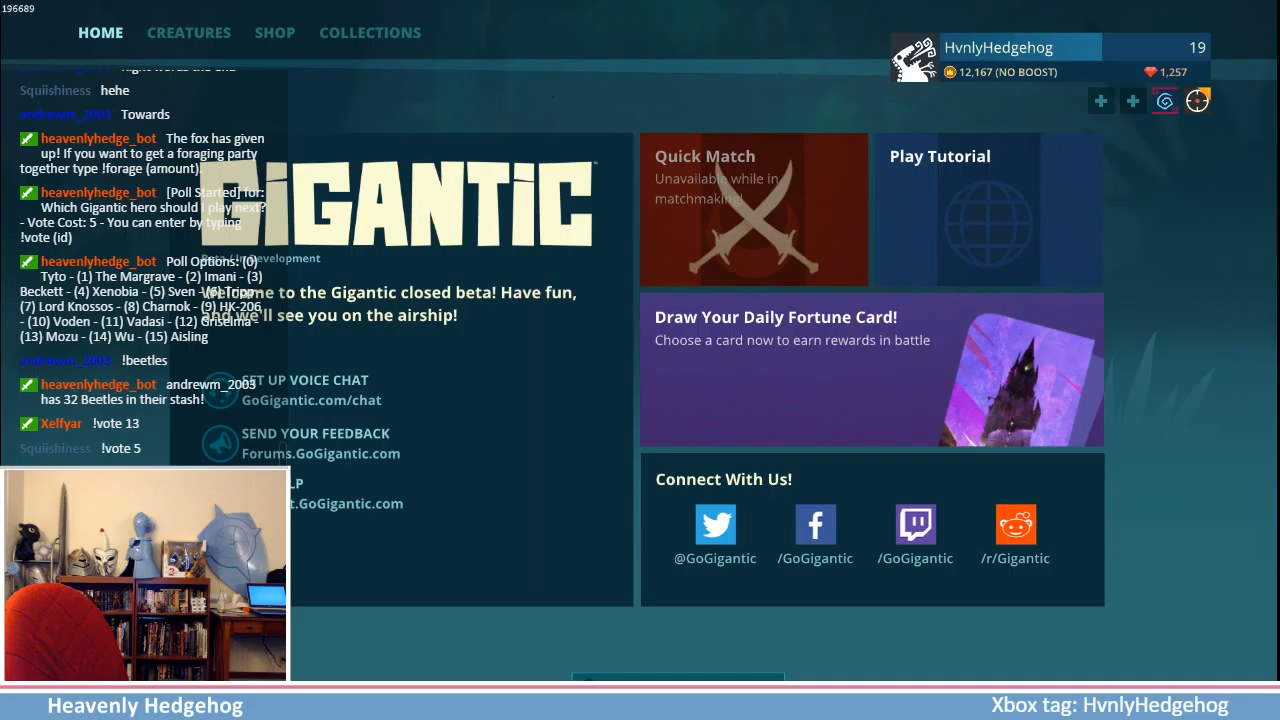 196689
HOME CREATURES SHOP COLLECTIONS
HvnlyHedgehog 19
12,167 (NO BOOST) 1,257
Squiishiness hehe
andrewm_2003 Towards
heavenlyhedge_bot The fox has given
up! If you want to get a foraging party
together type !forage (amount).
heavenlyhedge_bot [Poll Started] for:
Which Gigantic hero should I play next?
- Vote Cost: 5 - You can enter by typing
!vote (id)
heavenlyhedge_bot Poll Options: (0)
Tyto - (1) The Margrave - (2) Imani - (3)
Beckett - (4) Xenobia - (5) Sven - (6) Tripp -
(7) Lord Knossos - (8) Charnok - (9) HK-206
- (10) Voden - (11) Vadasi - (12) Griselma -
(13) Mozu - (14) Wu - (15) Aisling
andrewm_2003 !beetles
heavenlyhedge_bot andrewm_2003
has 32 Beetles in their stash!
Xelfyar !vote 13
Squiishiness !vote 5
GIGANTIC
Development
Welcome to the Gigantic closed beta! Have fun,
and we'll see you on the airship!
SET UP VOICE CHAT
GoGigantic.com/chat
SEND YOUR FEEDBACK
Forums.GoGigantic.com
LP
t.GoGigantic.com
Quick Match
Unavailable while in
matchmaking!
Play Tutorial
Draw Your Daily Fortune Card!
Choose a card now to earn rewards in battle
Connect With Us!
@GoGigantic /GoGigantic /GoGigantic /r/Gigantic
Heavenly Hedgehog
Xbox tag: HvnlyHedgehog